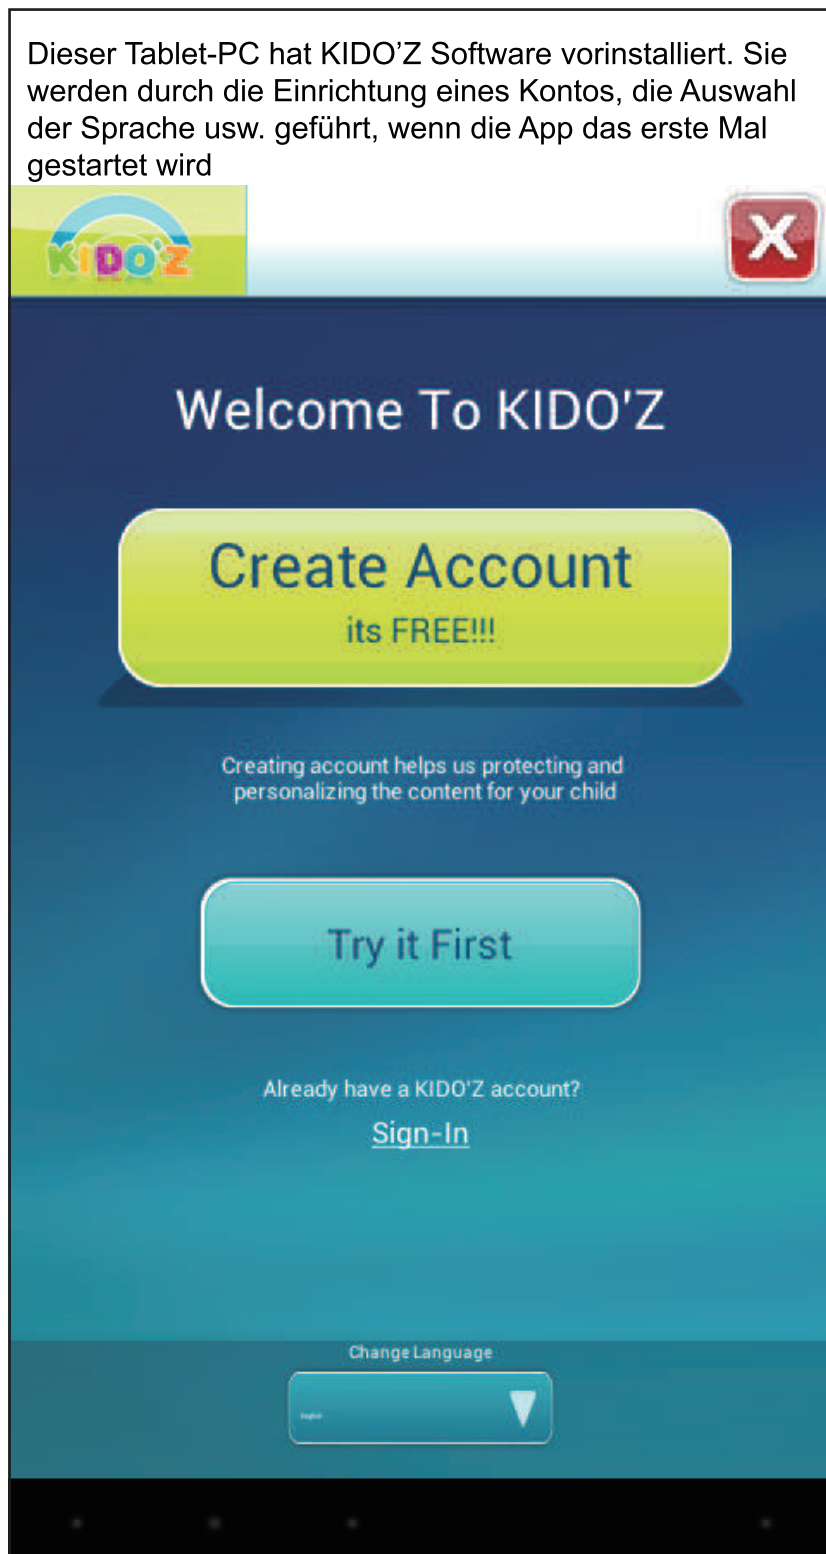 Dieser Tablet-PC hat KIDO’Z Software vorinstalliert. Sie
werden durch die Einrichtung eines Kontos, die Auswahl
der Sprache usw. geführt, wenn die App das erste Mal
gestartet wird
KIDO'Z
X
Welcome To KIDO'Z
Create Account
its FREE!!!
Creating account helps us protecting and
personalizing the content for your child
Try it First
Already have a KIDO'Z account?
Sign-In
Change Language
English